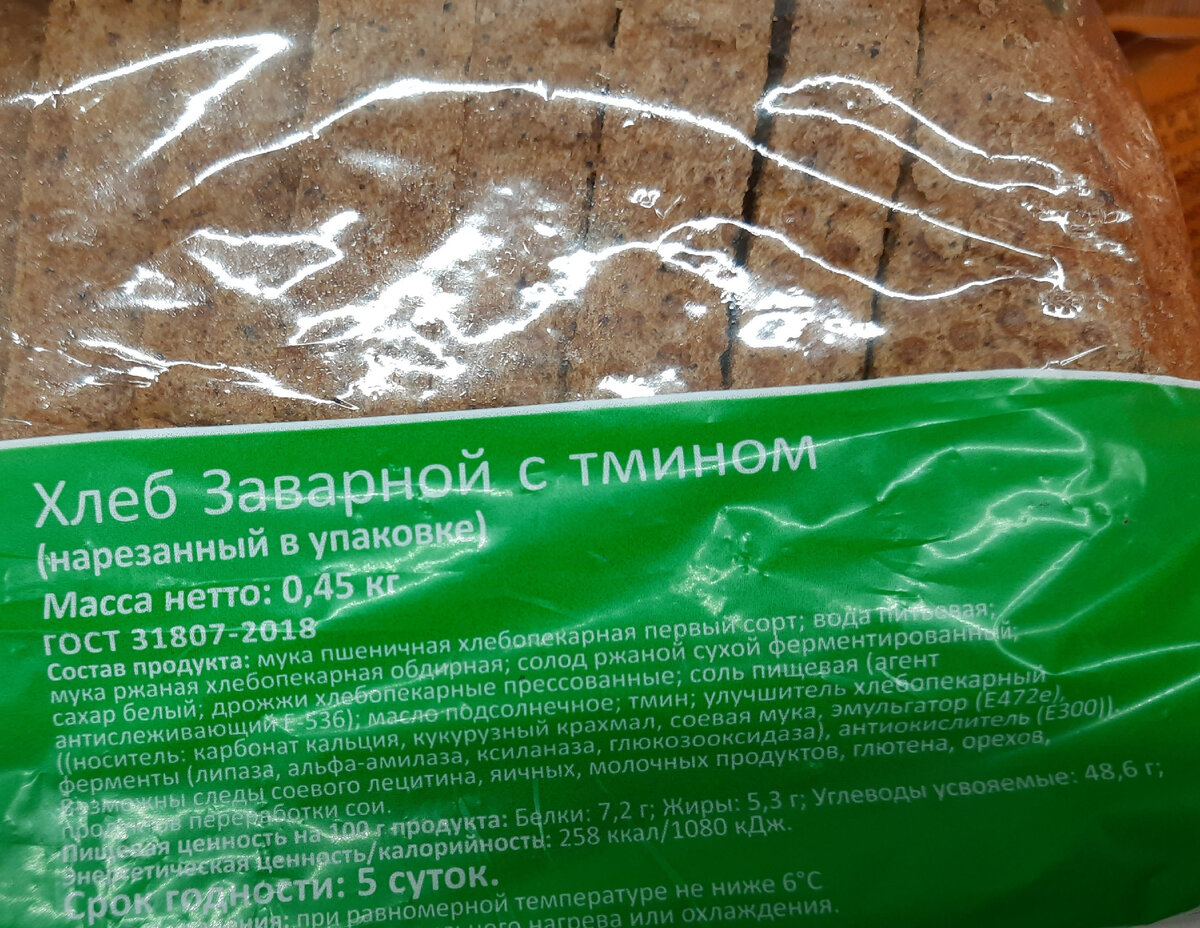 Хлеб Заварной с тмином
(нарезанный в упаковке)
Масса нетто: 0,45 кг
ГОСТ 31807-2018
Состав продукта: мука пшеничная хлебопекарная первый сорт; вода питьевая;
мука ржаная хлебопекарная обдирная; солод ржаной сухой ферментированный;
сахар белый; дрожжи хлебопекарные прессованные; соль пищевая (агент
антислеживающий Е-536); масло подсолнечное; тмин; улучшитель хлебопекарный
((носитель: карбонат кальция, кукурузный крахмал, соевая мука, эмульгатор (Е472е),
ферменты (липаза, альфа-амилаза, ксиланаза, глюкозооксидаза), антиокислитель (Е300)).
Возможны следы соевого лецитина, яичных, молочных продуктов, глютена, орехов,
продуктов переработки сои.
Пищевая ценность на 100 г продукта: Белки: 7,2 г; Жиры: 5,3 г; Углеводы усвояемые: 48,6 г;
Энергетическая ценность/калорийность: 258 ккал/1080 кДж.
Срок годности: 5 суток.
при равномерной температуре не ниже 6°С
нагрева или охлаждения.